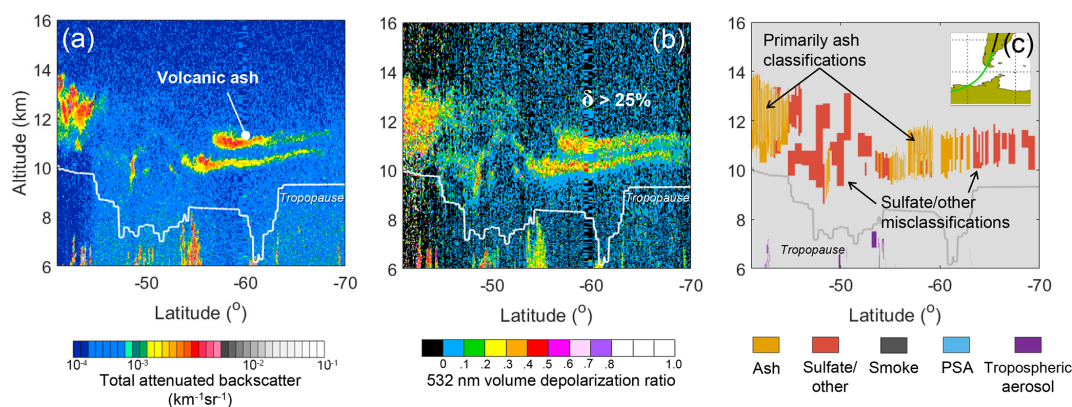 (a)
Volcanic ash
Tropopause
16
14
12
10
8
6
Altitude (km)
-50
-60
-70
Latitude (o)
10-4
10-3
10-2
10-1
Total attenuated backscatter
(km-1sr-1)
(b)
δ > 25%
Tropopause
16
14
12
10
8
6
-50
-60
-70
Latitude (o)
0 .1 .2 .3 .4 .5 .6 .7 .8 1.0
532 nm volume depolarization ratio
(c)
Primarily ash
classifications
Sulfate/other
misclassifications
Tropopause
16
14
12
10
8
6
-50
-60
-70
Latitude (o)
Ash
Sulfate/
other
Smoke
PSA
Tropospheric
aerosol